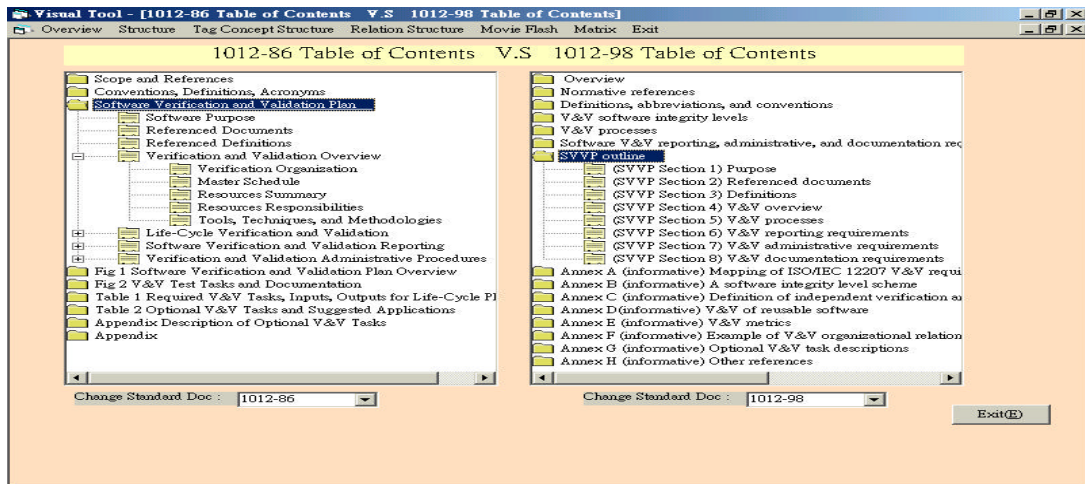 Visual Tool - [1012-86 Table of Contents V.S 1012-98 Table of Contents]
Overview Structure Tag Concept Structure Relation Structure Movie Flash Matrix Exit
1012-86 Table of Contents V.S 1012-98 Table of Contents
Scope and References
Conventions, Definitions, Acronyms
Software Verification and Validation Plan
Software Purpose
Referenced Documents
Referenced Definitions
Verification and Validation Overview
Verification Organization
Master Schedule
Resources Summary
Resources Responsibilities
Tools, Techniques, and Methodologies
Life-Cycle Verification and Validation
Software Verification and Validation Reporting
Verification and Validation Administrative Procedures
Fig 1 Software Verification and Validation Plan Overview
Fig 2 V&V Test Tasks and Documentation
Table 1 Required V&V Tasks, Inputs, Outputs for Life-Cycle Pl
Table 2 Optional V&V Tasks and Suggested Applications
Appendix Description of Optional V&V Tasks
Appendix
Overview
Normative references
Definitions, abbreviations, and conventions
V&V software integrity levels
V&V processes
Software V&V reporting, administrative, and documentation req
SVVP outline
(SVVP Section 1) Purpose
(SVVP Section 2) Referenced documents
(SVVP Section 3) Definitions
(SVVP Section 4) V&V overview
(SVVP Section 5) V&V processes
(SVVP Section 6) V&V reporting requirements
(SVVP Section 7) V&V administrative requirements
(SVVP Section 8) V&V documentation requirements
Annex A (informative) Mapping of ISO/IEC 12207 V&V requi
Annex B (informative) A software integrity level scheme
Annex C (informative) Definition of independent verification a
Annex D(informative) V&V of reusable software
Annex E (informative) V&V metrics
Annex F (informative) Example of V&V organizational relation
Annex G (informative) Optional V&V task descriptions
Annex H (informative) Other references
Change Standard Doc : 1012-86
Change Standard Doc : 1012-98
Exit(E)